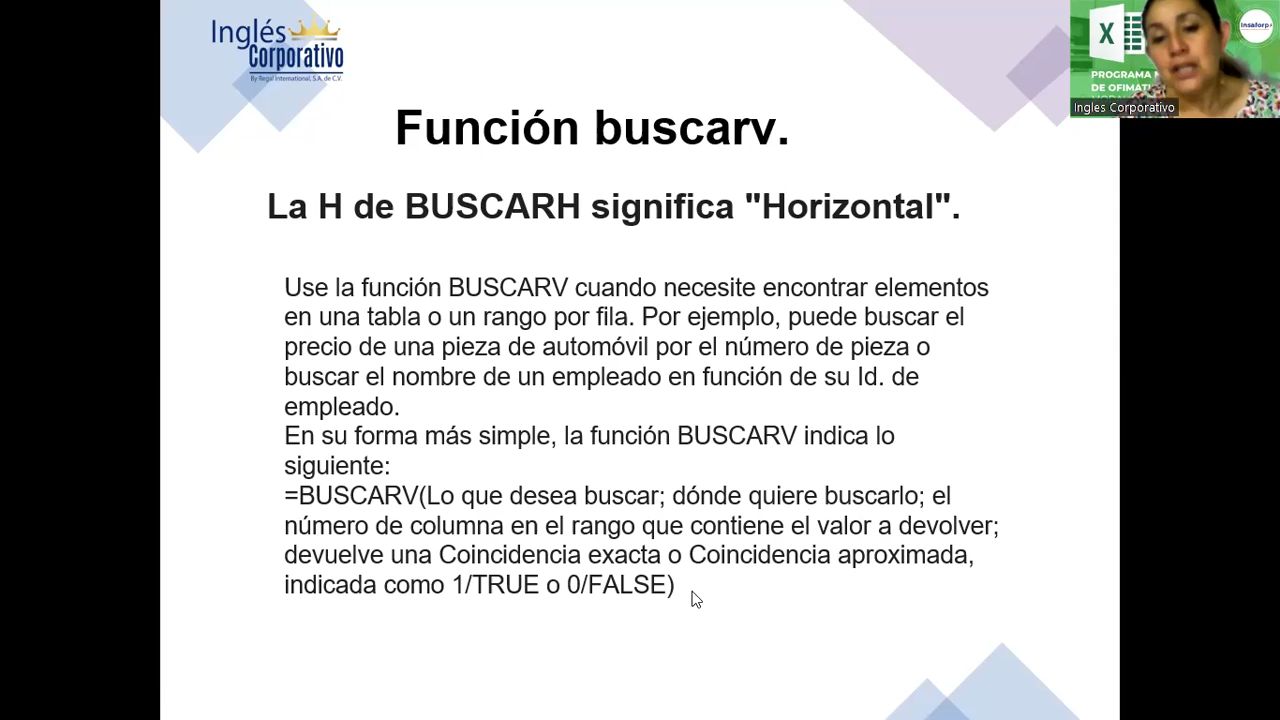 Inglés
Corporativo
By Regal International, S.A. de C.V.
X
Insaforp
PROGRAMA
DE OFIMÁT
Ingles Corporativo
Función buscarv.
La H de BUSCARH significa "Horizontal".
Use la función BUSCARV cuando necesite encontrar elementos
en una tabla o un rango por fila. Por ejemplo, puede buscar el
precio de una pieza de automóvil por el número de pieza o
buscar el nombre de un empleado en función de su Id. de
empleado.
En su forma más simple, la función BUSCARV indica lo
siguiente:
=BUSCARV(Lo que desea buscar; dónde quiere buscarlo; el
número de columna en el rango que contiene el valor a devolver;
devuelve una Coincidencia exacta o Coincidencia aproximada,
indicada como 1/TRUE o 0/FALSE)